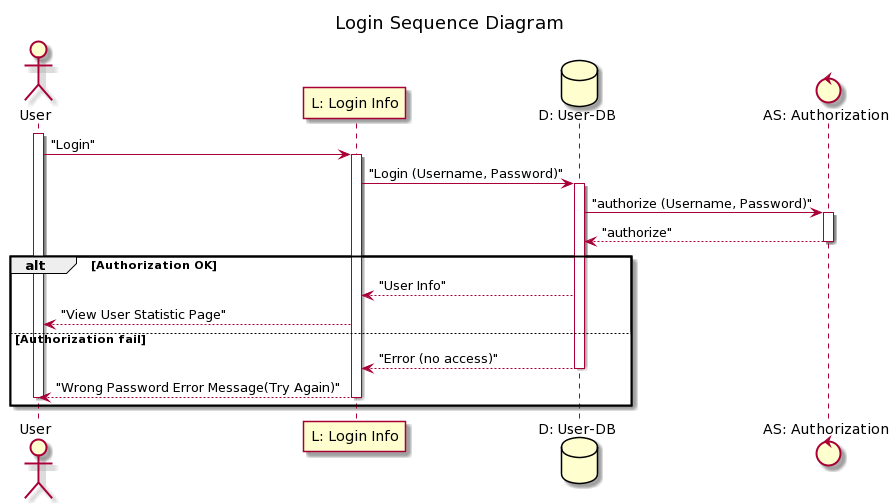 Login Sequence Diagram
User
L: Login Info
D: User-DB
AS: Authorization
"Login"
"Login (Username, Password)"
"authorize (Username, Password)"
"authorize"
alt
[Authorization OK]
"User Info"
"View User Statistic Page"
[Authorization fail]
"Error (no access)"
"Wrong Password Error Message(Try Again)"
User
L: Login Info
D: User-DB
AS: Authorization